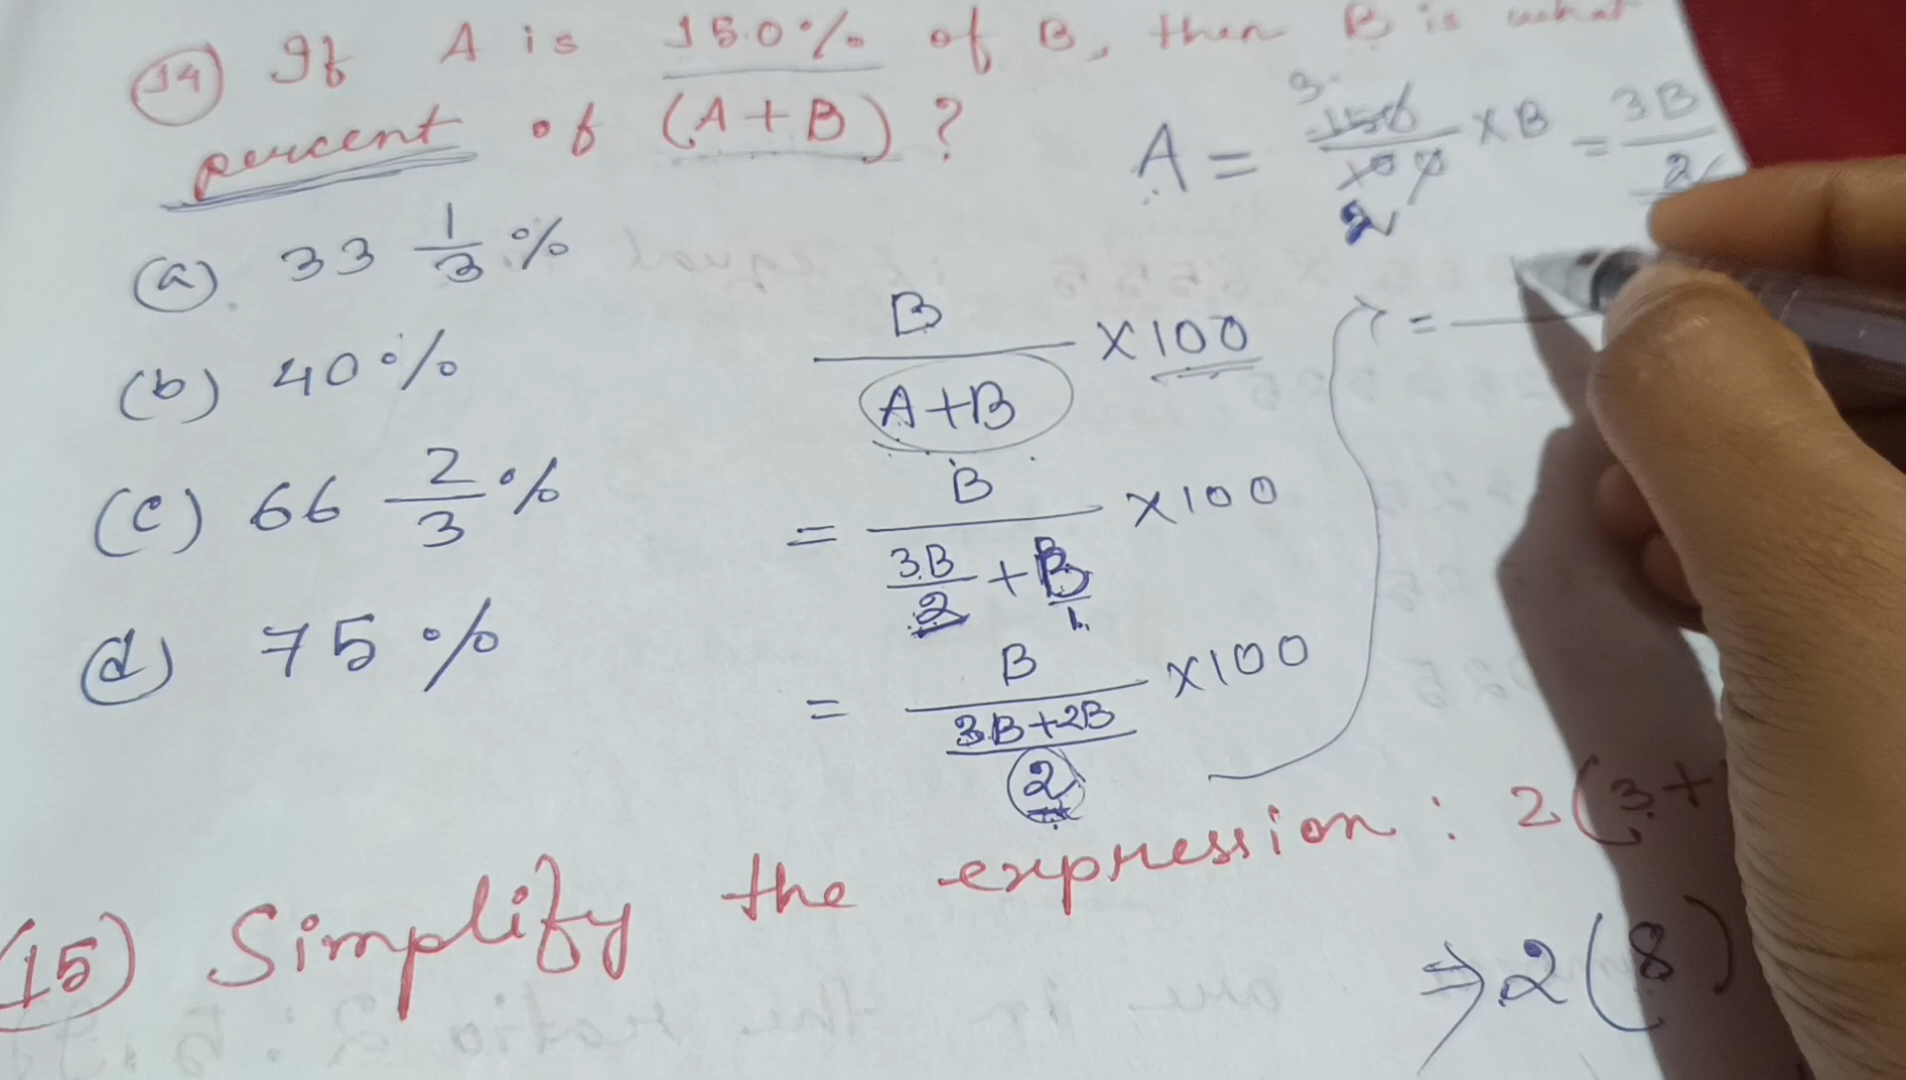 (14) If A is 150% of B, then B is what
percent of (A+B) ?
(a) 33 1/3 %
(b) 40 %
(c) 66 2/3 %
(d) 75 %
A = 150/100 × B = 3B/2
3
2
B/(A+B) × 100
= B/(3B/2 + B/1) × 100
= B/((3B+2B)/2) × 100
=
(15) Simplify the expression : 2(3+
⇒ 2(8)